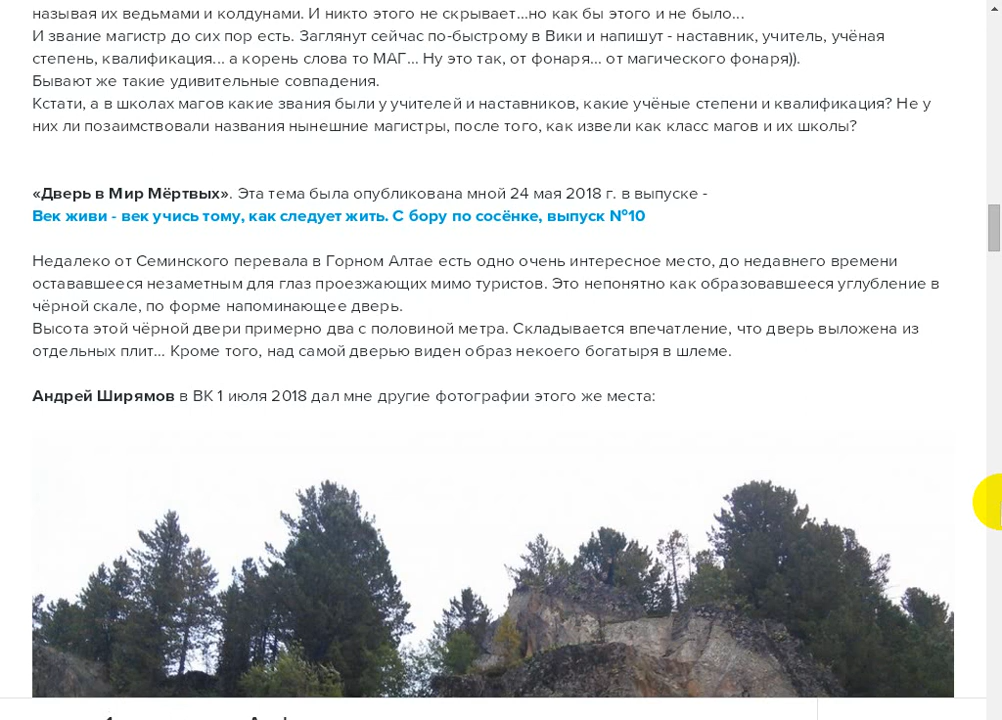 называя их ведьмами и колдунами. И никто этого не скрывает...но как бы этого и не было...
И звание магистр до сих пор есть. Заглянут сейчас по-быстрому в Вики и напишут - наставник, учитель, учёная
степень, квалификация... а корень слова то МАГ... Ну это так, от фонаря... от магического фонаря)).
Бывают же такие удивительные совпадения.
Кстати, а в школах магов какие звания были у учителей и наставников, какие учёные степени и квалификация? Не у
них ли позаимствовали названия нынешние магистры, после того, как извели как класс магов и их школы?
«Дверь в Мир Мёртвых». Эта тема была опубликована мной 24 мая 2018 г. в выпуске -
Век живи - век учись тому, как следует жить. С бору по сосёнке, выпуск №10
Недалеко от Семинского перевала в Горном Алтае есть одно очень интересное место, до недавнего времени
остававшееся незаметным для глаз проезжающих мимо туристов. Это непонятно как образовавшееся углубление в
чёрной скале, по форме напоминающее дверь.
Высота этой чёрной двери примерно два с половиной метра. Складывается впечатление, что дверь выложена из
отдельных плит... Кроме того, над самой дверью виден образ некоего богатыря в шлеме.
Андрей Ширямов в ВК 1 июля 2018 дал мне другие фотографии этого же места: